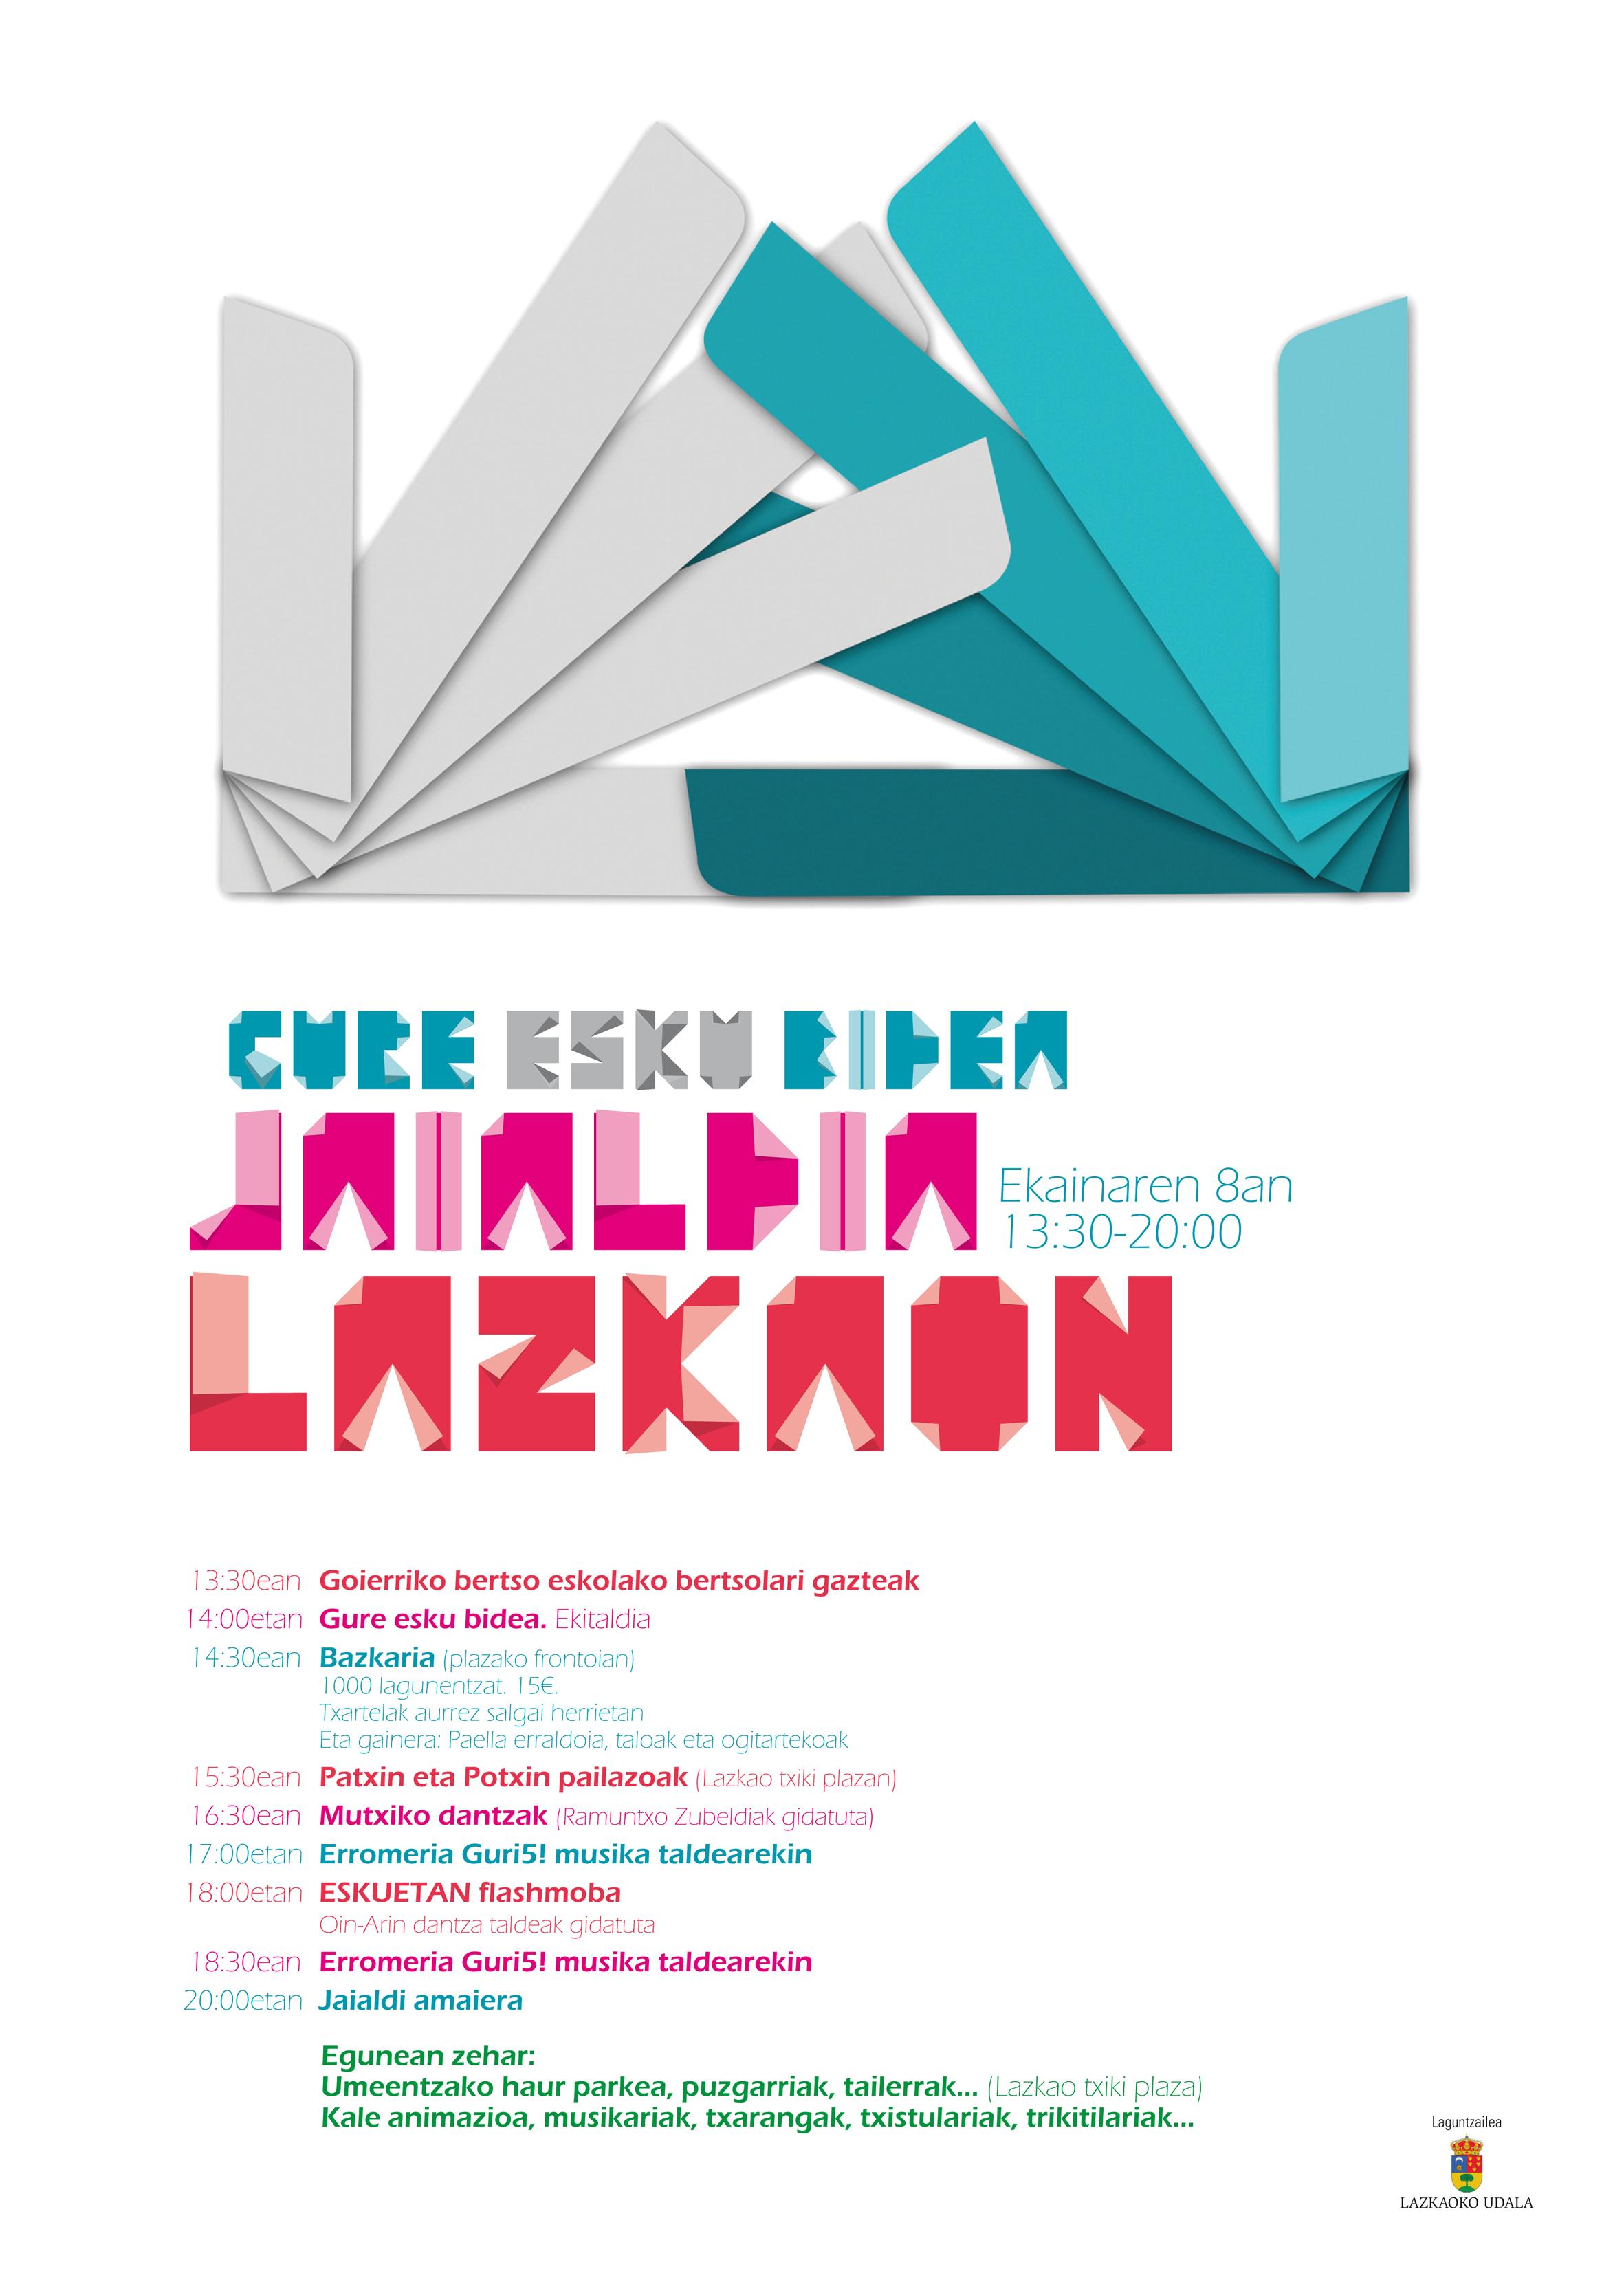 GURE ESKU BIDEA
JAIALDIA
Ekainaren 8an
13:30-20:00
LAZKAON
13:30ean Goierriko bertso eskolako bertsolari gazteak
14:00etan Gure esku bidea. Ekitaldia
14:30ean Bazkaria (plazako frontoian)
1000 lagunentzat. 15€.
Txartelak aurrez salgai herrietan
Eta gainera: Paella erraldoia, taloak eta ogitartekoak
15:30ean Patxin eta Potxin pailazoak (Lazkao txiki plazan)
16:30ean Mutxiko dantzak (Ramuntxo Zubeldiak gidatuta)
17:00etan Erromeria Guri5! musika taldearekin
18:00etan ESKUETAN flashmoba
Oin-Arin dantza taldeak gidatuta
18:30ean Erromeria Guri5! musika taldearekin
20:00etan Jaialdi amaiera
Egunean zehar:
Umeentzako haur parkea, puzgarriak, tailerrak... (Lazkao txiki plaza)
Kale animazioa, musikariak, txarangak, txistulariak, trikitilariak...
Laguntzailea
LAZKAOKO UDALA